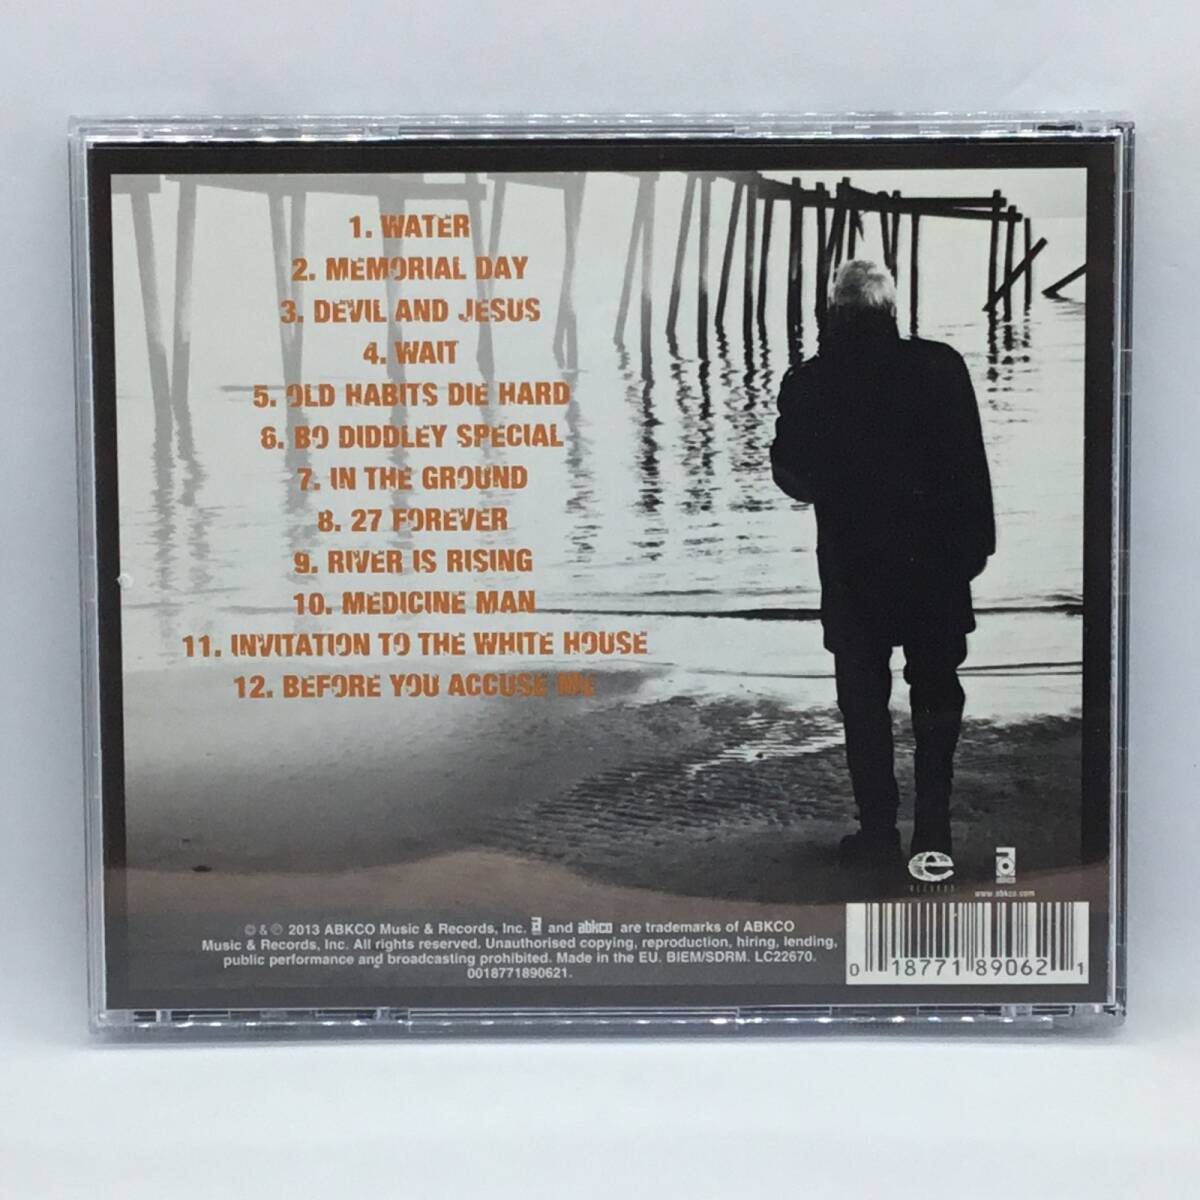 1. WATER
2. MEMORIAL DAY
3. DEVIL AND JESUS
4. WAIT
5. OLD HABITS DIE HARD
6. BO DIDDLEY SPECIAL
7. IN THE GROUND
8. 27 FOREVER
9. RIVER IS RISING
10. MEDICINE MAN
11. INVITATION TO THE WHITE HOUSE
12. BEFORE YOU ACCUSE ME
e
RECORDS
abkco
www.abkco.com
© & ℗ 2013 ABKCO Music & Records, Inc. a and abkco are trademarks of ABKCO
Music & Records, Inc. All rights reserved. Unauthorised copying, reproduction, hiring, lending,
public performance and broadcasting prohibited. Made in the EU. BIEM/SDRM. LC22670.
0018771890621.
0 18771 89062 1